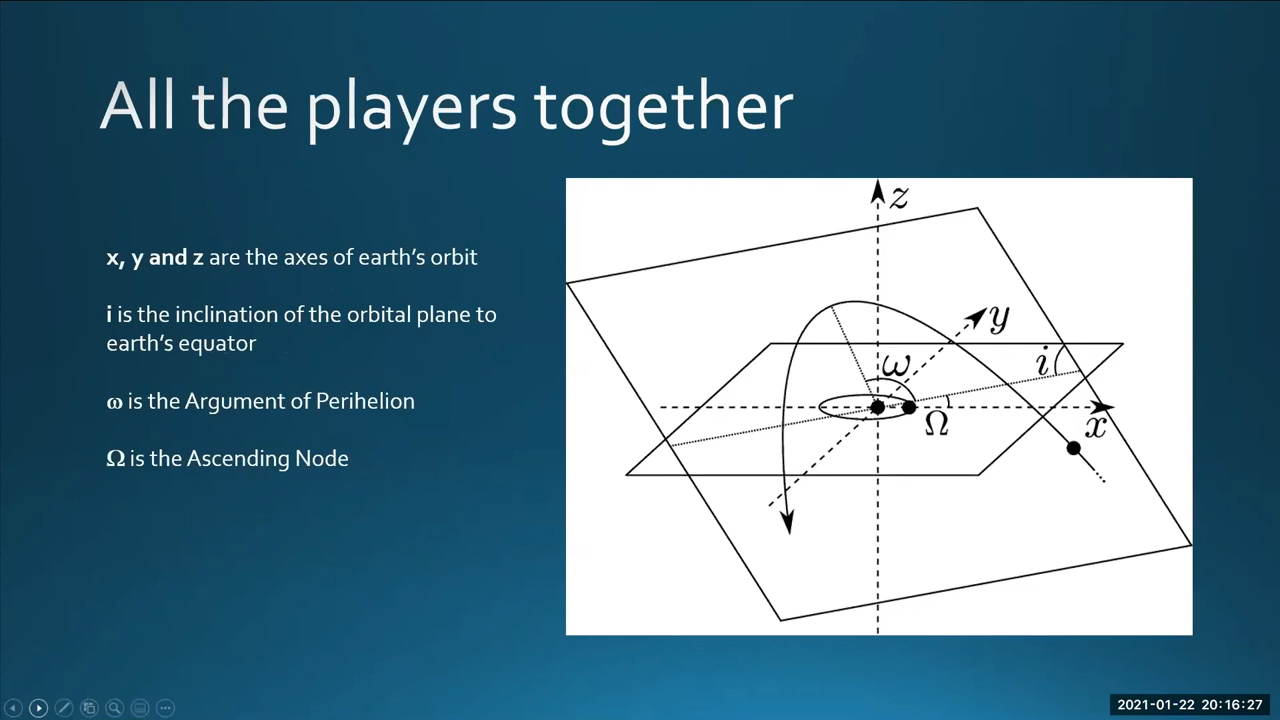 All the players together
x, y and z are the axes of earth's orbit
i is the inclination of the orbital plane to
earth's equator
ω is the Argument of Perihelion
Ω is the Ascending Node
z
y
ω
i
Ω
x
2021-01-22 20:16:27